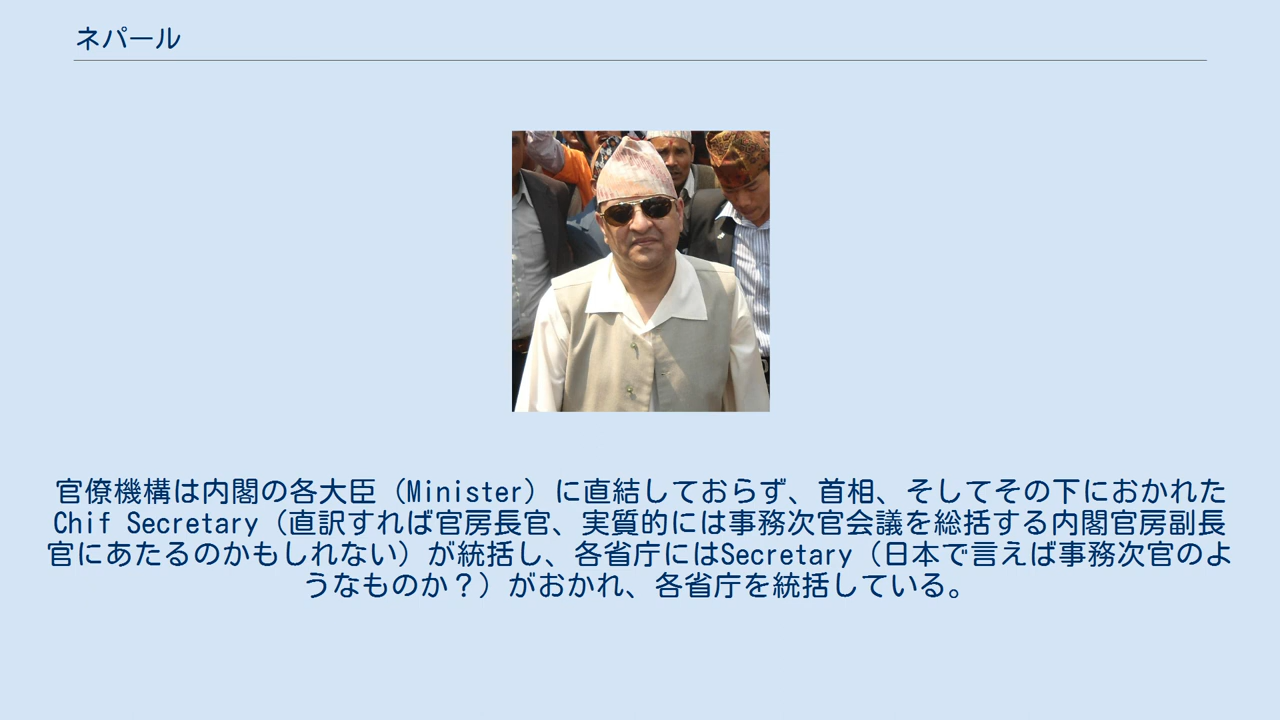 ネパール
官僚機構は内閣の各大臣（Minister）に直結しておらず、首相、そしてその下におかれた
Chif Secretary（直訳すれば官房長官、実質的には事務次官会議を総括する内閣官房副長
官にあたるのかもしれない）が統括し、各省庁にはSecretary（日本で言えば事務次官のよ
うなものか？）がおかれ、各省庁を統括している。